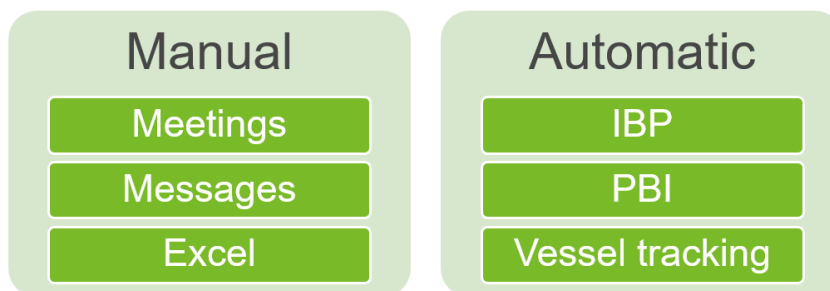 Manual
Meetings
Messages
Excel
Automatic
IBP
PBI
Vessel tracking